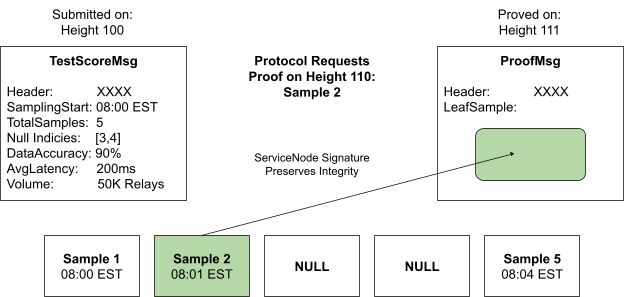 Submitted on:
Height 100
Proved on:
Height 111
TestScoreMsg
Header: XXXX
SamplingStart: 08:00 EST
TotalSamples: 5
Null Indicies: [3,4]
DataAccuracy: 90%
AvgLatency: 200ms
Volume: 50K Relays
Protocol Requests
Proof on Height 110:
Sample 2
ServiceNode Signature
Preserves Integrity
ProofMsg
Header: XXXX
LeafSample:
Sample 1
08:00 EST
Sample 2
08:01 EST
NULL
NULL
Sample 5
08:04 EST